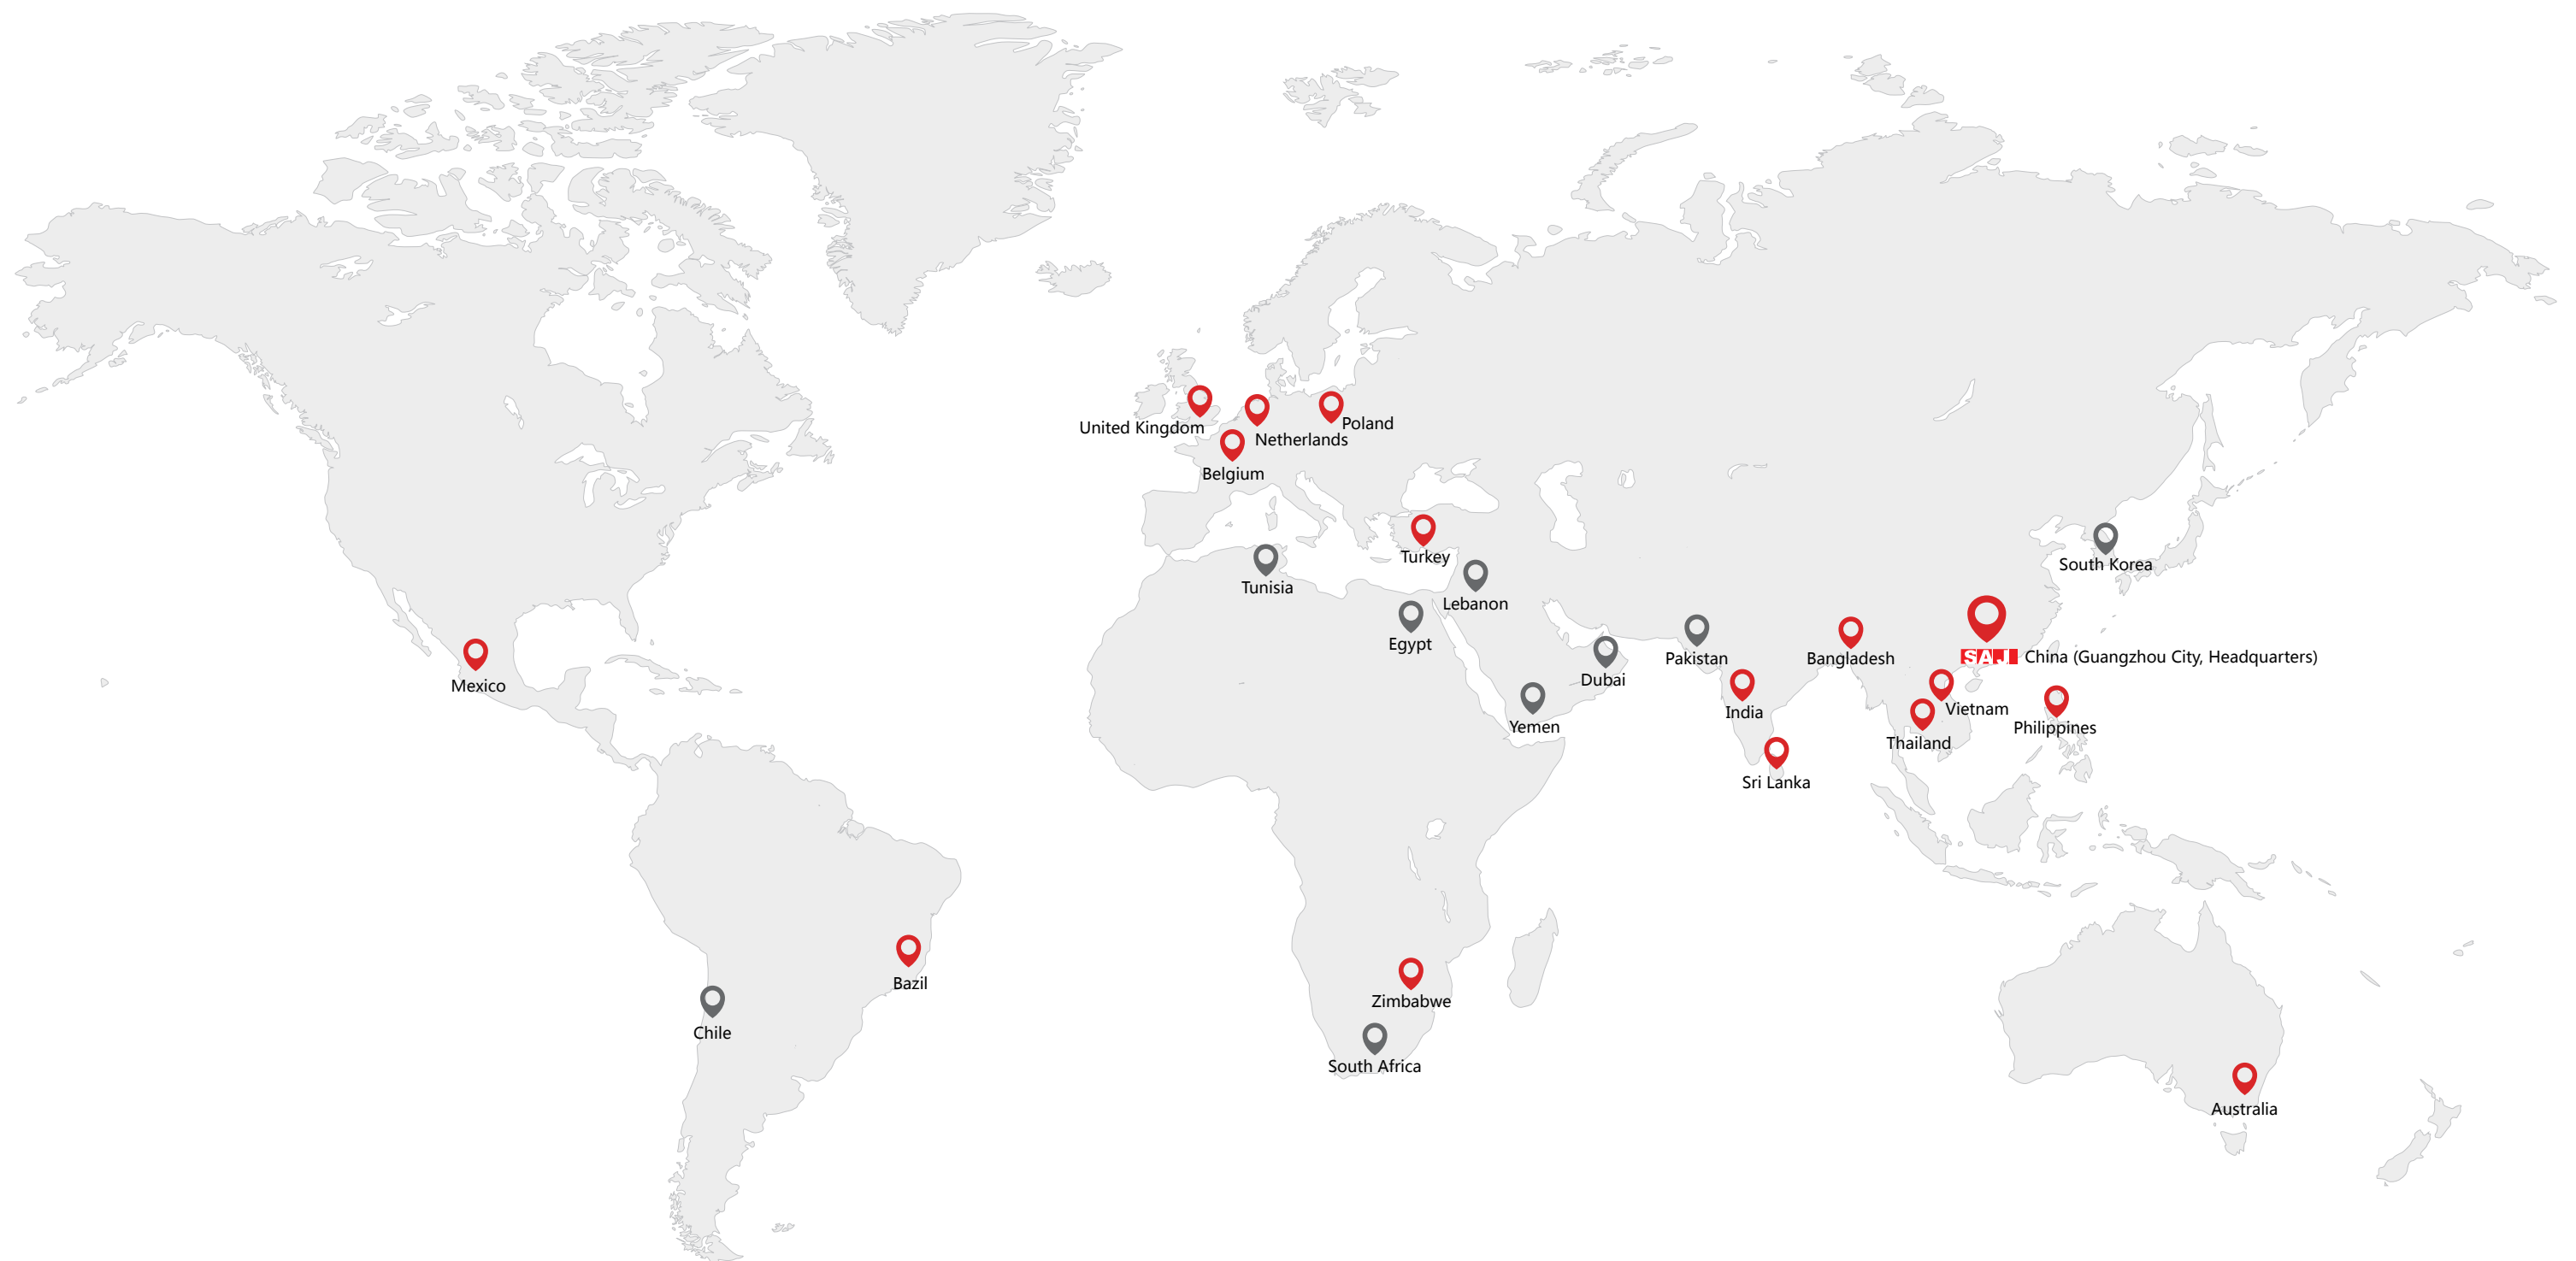 United Kingdom
Poland
Netherlands
Belgium
Turkey
South Korea
Tunisia
Lebanon
Egypt
SAJ China (Guangzhou City, Headquarters)
Pakistan
Bangladesh
Dubai
Mexico
Vietnam
India
Yemen
Philippines
Thailand
Sri Lanka
Bazil
Zimbabwe
Chile
South Africa
Australia